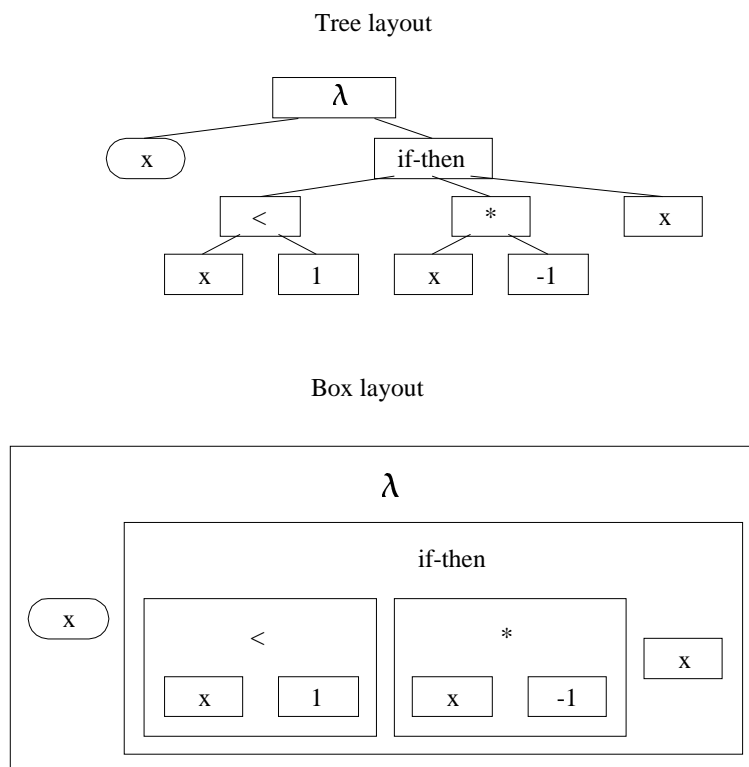 Tree layout
λ
x if-then
< * x
x 1 x -1
Box layout
λ
if-then
x
< *
x
x 1 x -1